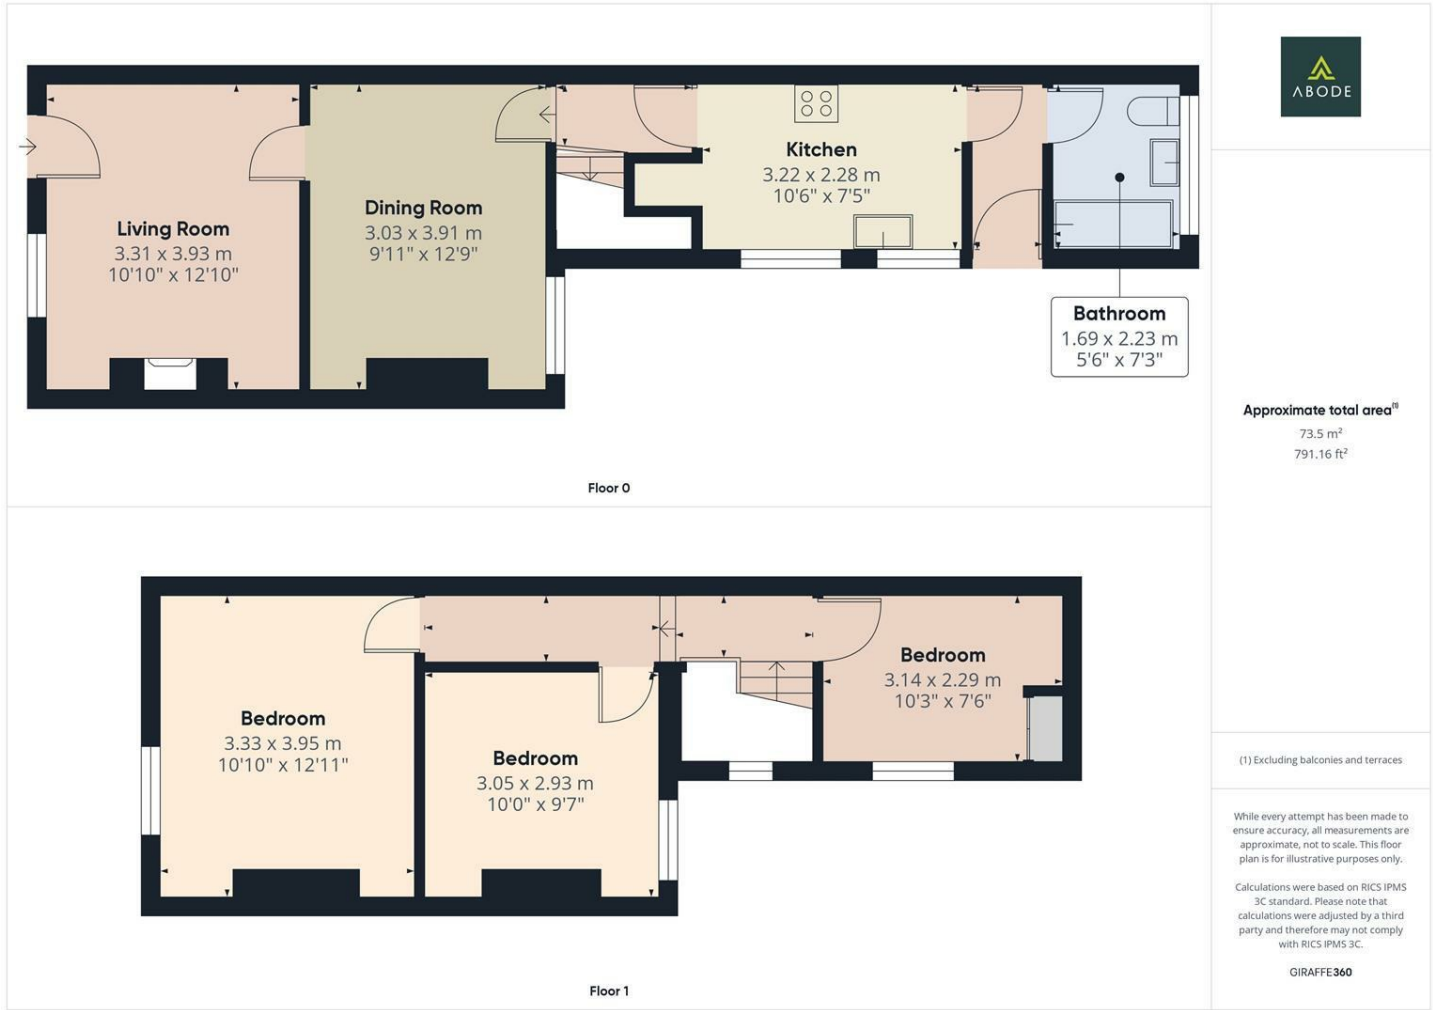 Living Room
3.31 x 3.93 m
10'10" x 12'10"
Dining Room
3.03 x 3.91 m
9'11" x 12'9"
Kitchen
3.22 x 2.28 m
10'6" x 7'5"
Bathroom
1.69 x 2.23 m
5'6" x 7'3"
Floor 0
Bedroom
3.33 x 3.95 m
10'10" x 12'11"
Bedroom
3.05 x 2.93 m
10'0" x 9'7"
Bedroom
3.14 x 2.29 m
10'3" x 7'6"
Floor 1
ABODE
Approximate total area⁽¹⁾
73.5 m²
791.16 ft²
(1) Excluding balconies and terraces
While every attempt has been made to
ensure accuracy, all measurements are
approximate, not to scale. This floor
plan is for illustrative purposes only.
Calculations were based on RICS IPMS
3C standard. Please note that
calculations were adjusted by a third
party and therefore may not comply
with RICS IPMS 3C.
GIRAFFE360